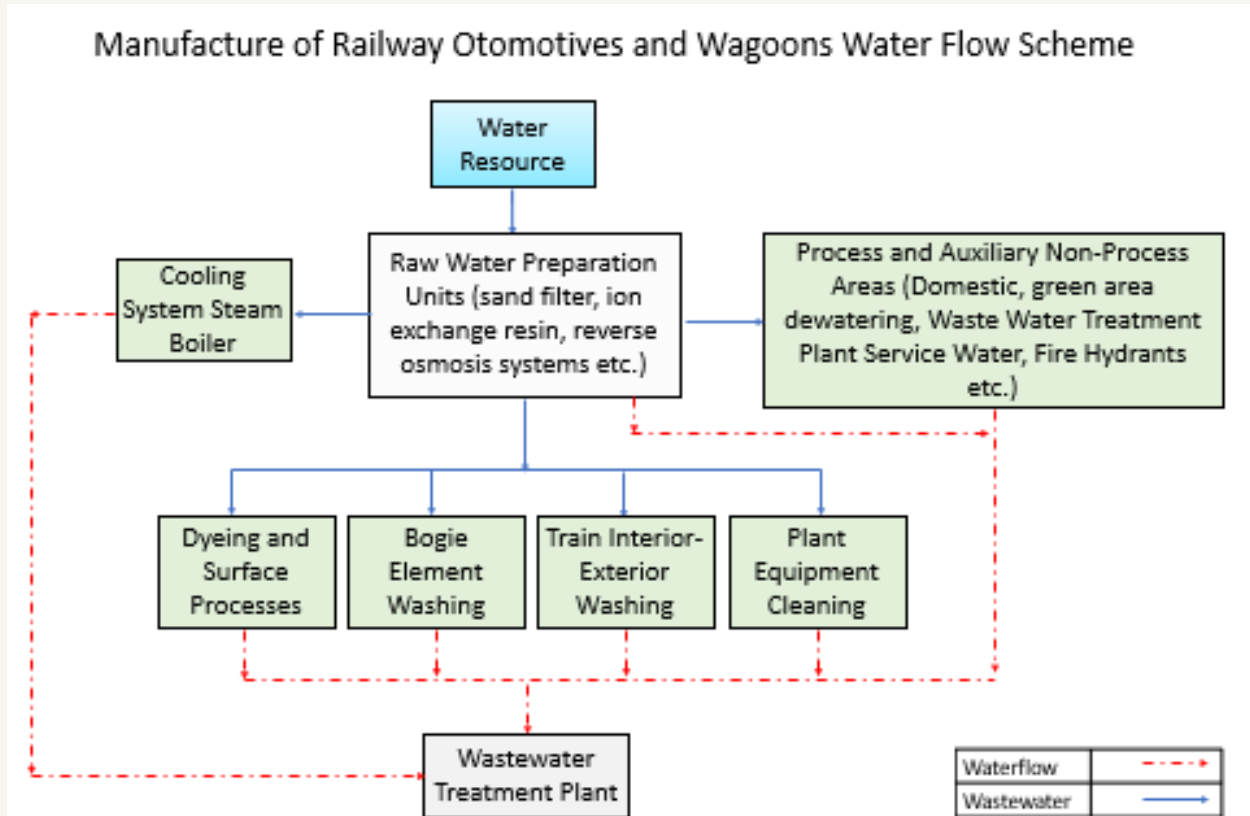 Manufacture of Railway Otomotives and Wagoons Water Flow Scheme
Water
Resource
Cooling
System Steam
Boiler
Raw Water Preparation
Units (sand filter, ion
exchange resin, reverse
osmosis systems etc.)
Process and Auxiliary Non-Process
Areas (Domestic, green area
dewatering, Waste Water Treatment
Plant Service Water, Fire Hydrants
etc.)
Dyeing and
Surface
Processes
Bogie
Element
Washing
Train Interior-
Exterior
Washing
Plant
Equipment
Cleaning
Wastewater
Treatment Plant
Waterflow
Wastewater